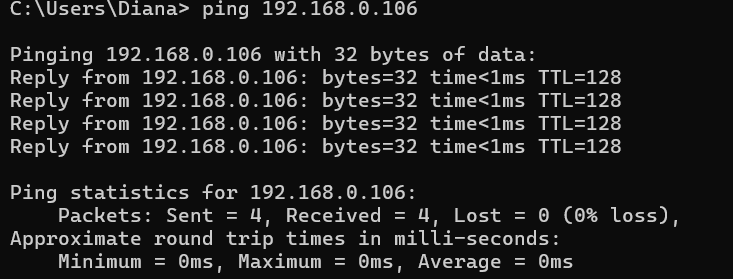 C:\Users\Diana> ping 192.168.0.106
Pinging 192.168.0.106 with 32 bytes of data:
Reply from 192.168.0.106: bytes=32 time<1ms TTL=128
Reply from 192.168.0.106: bytes=32 time<1ms TTL=128
Reply from 192.168.0.106: bytes=32 time<1ms TTL=128
Reply from 192.168.0.106: bytes=32 time<1ms TTL=128
Ping statistics for 192.168.0.106:
    Packets: Sent = 4, Received = 4, Lost = 0 (0% loss),
Approximate round trip times in milli-seconds:
    Minimum = 0ms, Maximum = 0ms, Average = 0ms